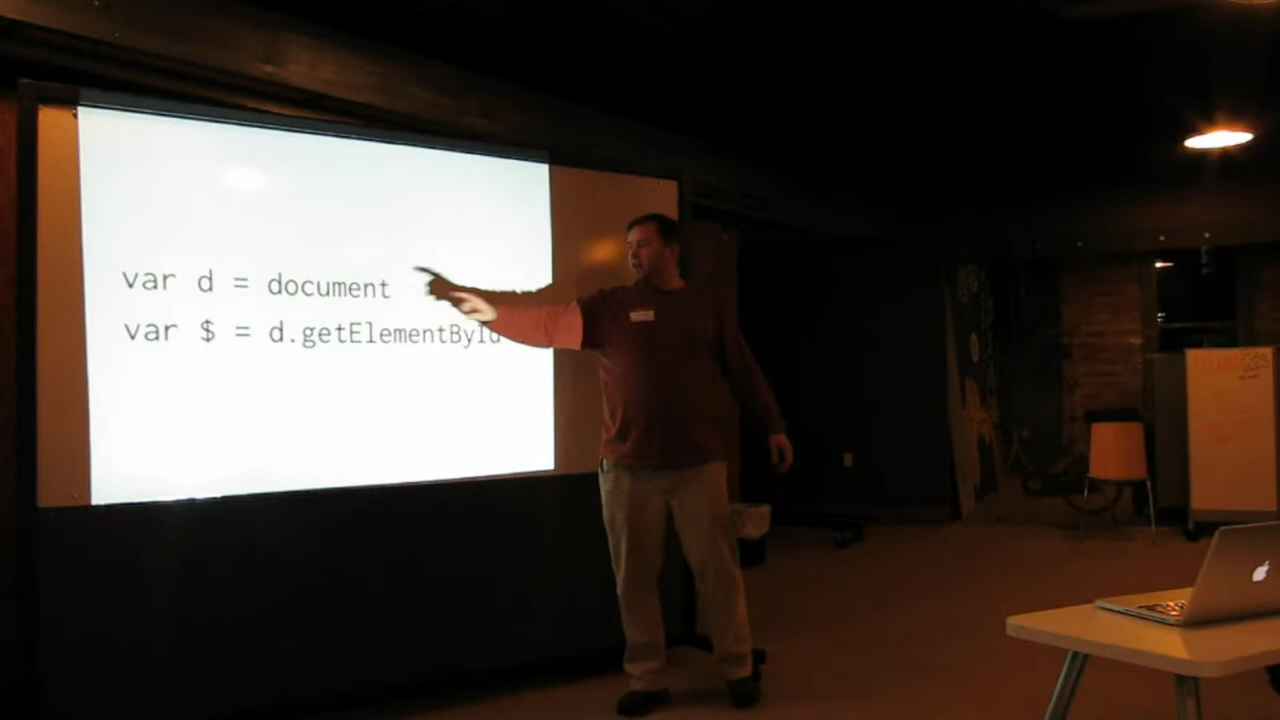 var d = document
var $ = d.getElementById